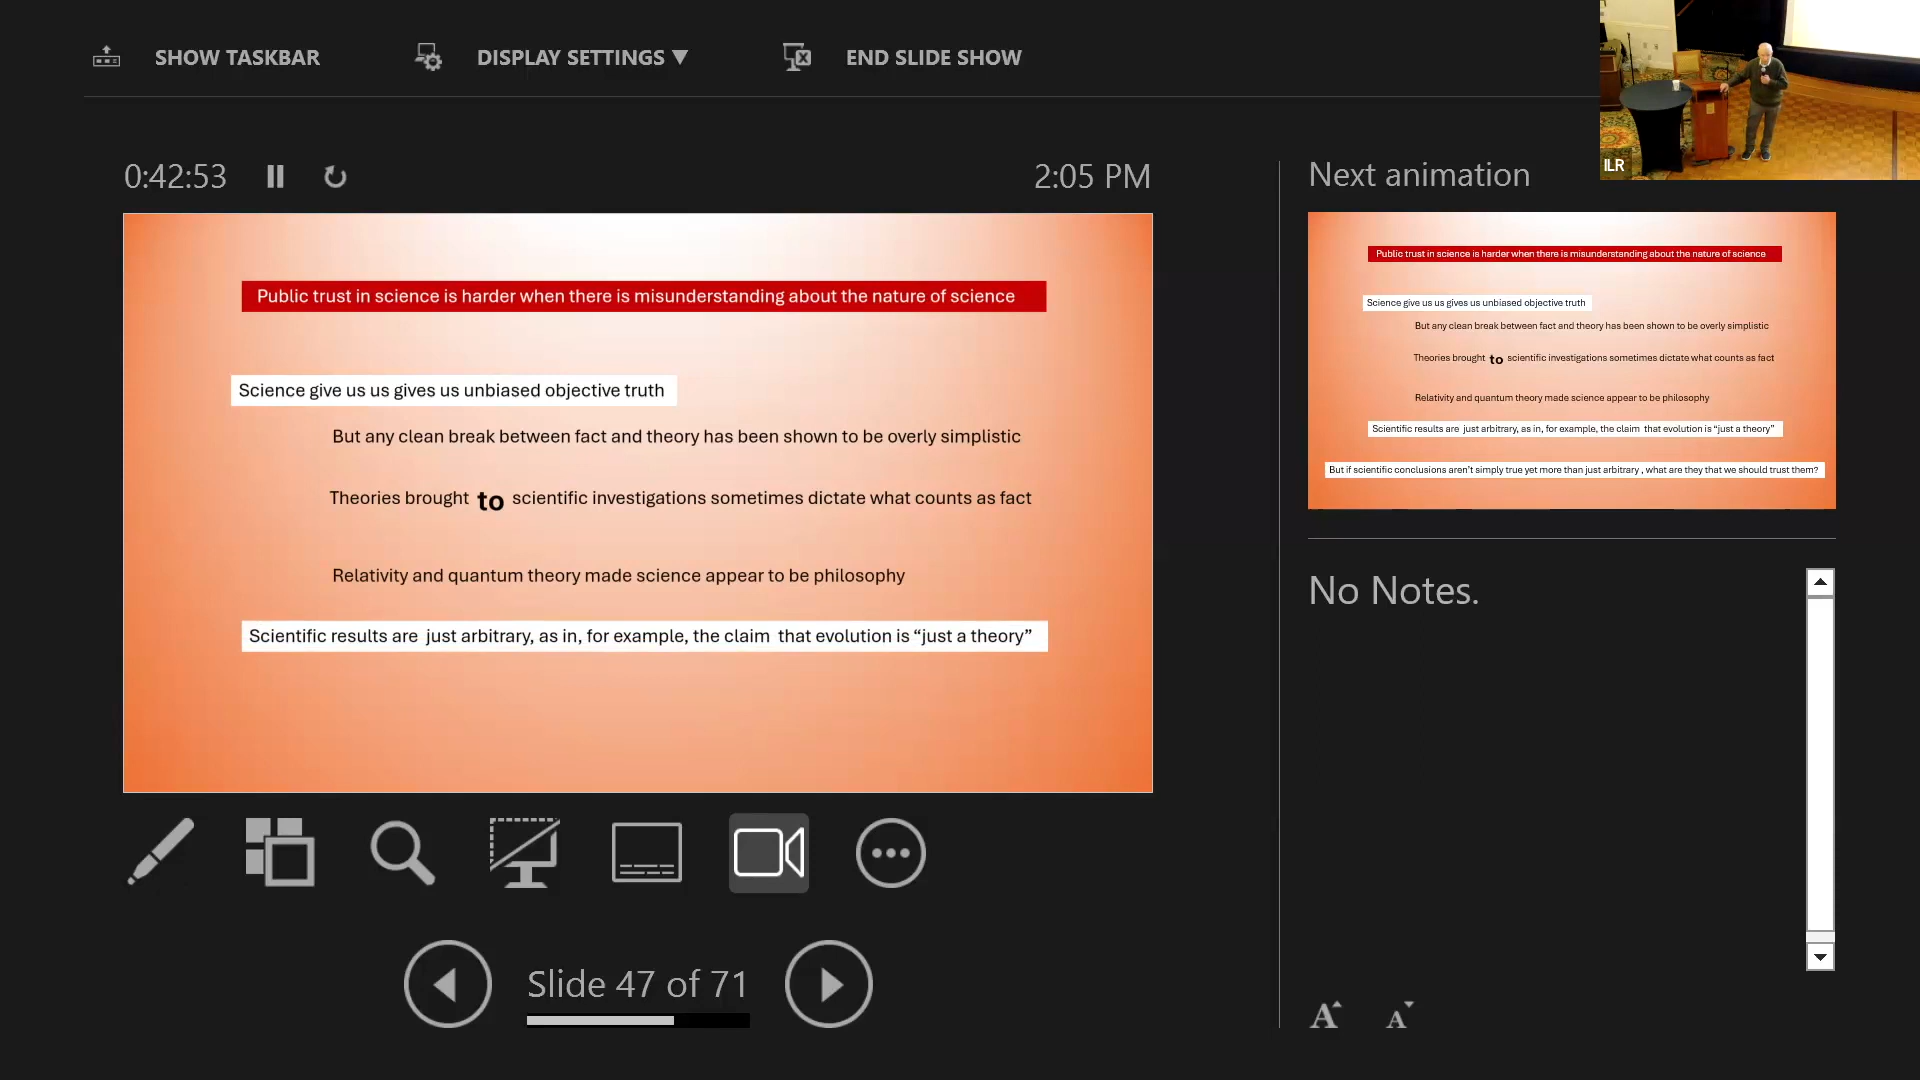 SHOW TASKBAR
DISPLAY SETTINGS ▼
END SLIDE SHOW
ILR
0:42:53
2:05 PM
Next animation
Public trust in science is harder when there is misunderstanding about the nature of science
Science give us us gives us unbiased objective truth
But any clean break between fact and theory has been shown to be overly simplistic
Theories brought to scientific investigations sometimes dictate what counts as fact
Relativity and quantum theory made science appear to be philosophy
Scientific results are just arbitrary, as in, for example, the claim that evolution is “just a theory”
Public trust in science is harder when there is misunderstanding about the nature of science
Science give us us gives us unbiased objective truth
But any clean break between fact and theory has been shown to be overly simplistic
Theories brought to scientific investigations sometimes dictate what counts as fact
Relativity and quantum theory made science appear to be philosophy
Scientific results are just arbitrary, as in, for example, the claim that evolution is “just a theory”
But if scientific conclusions aren't simply true yet more than just arbitrary , what are they that we should trust them?
No Notes.
Slide 47 of 71
A A